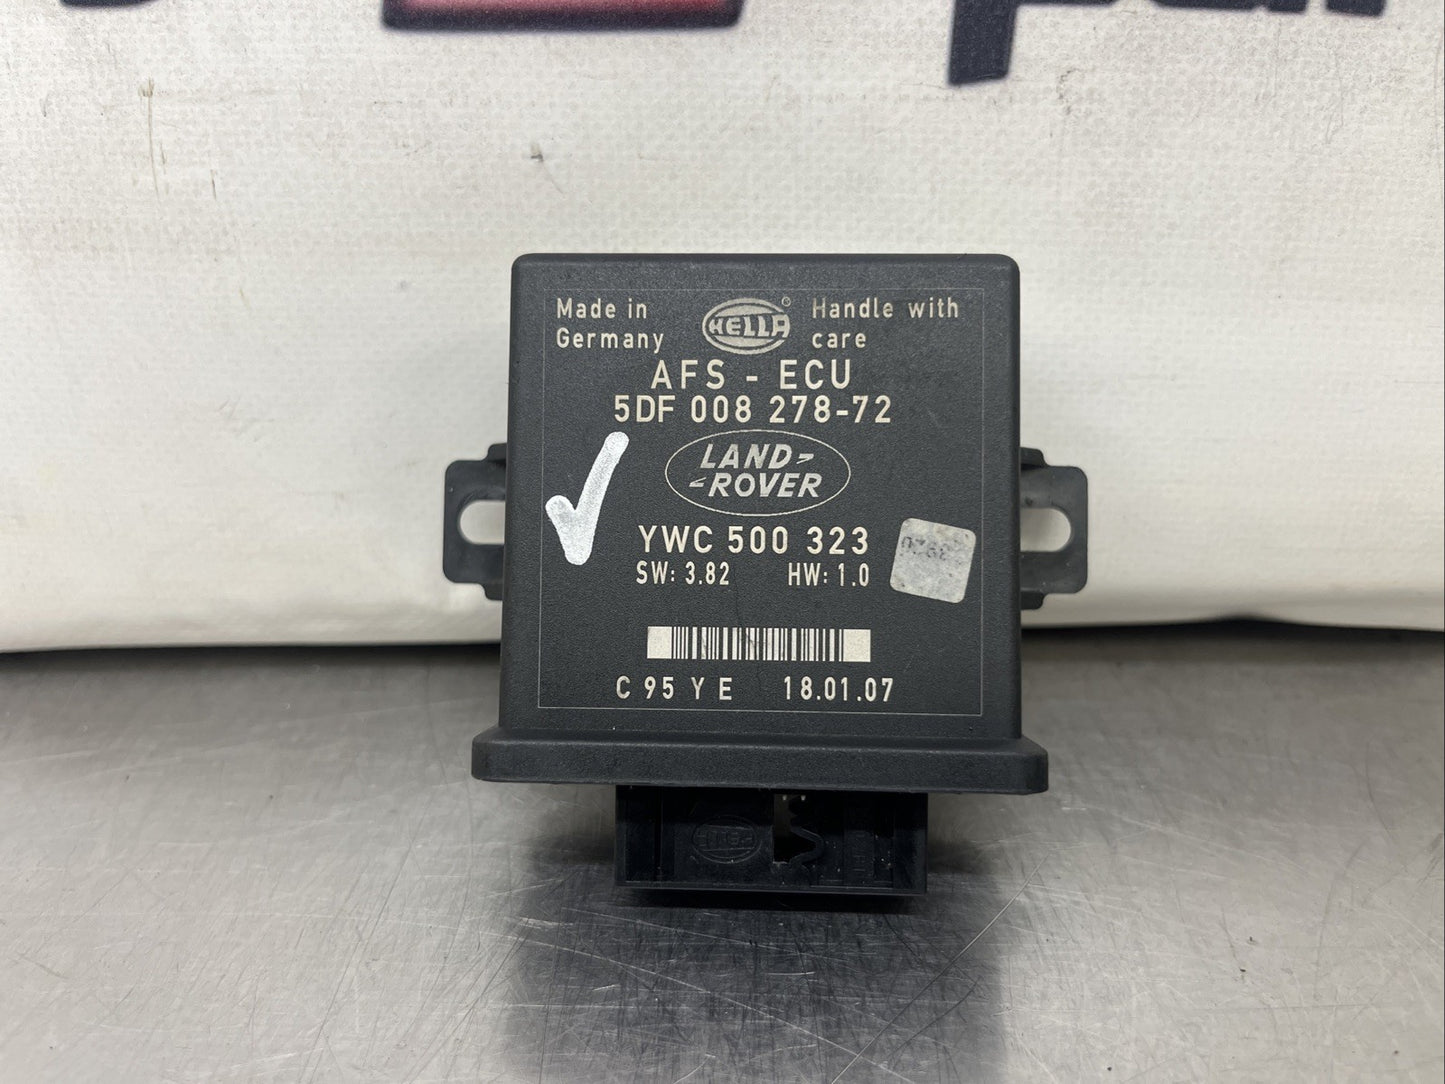 Made in
Germany
HELLA®
Handle with
care
AFS - ECU
5DF 008 278-72
LAND-
-ROVER
YWC 500 323
SW: 3.82 HW: 1.0
C 95 Y E 18.01.07
HELLA